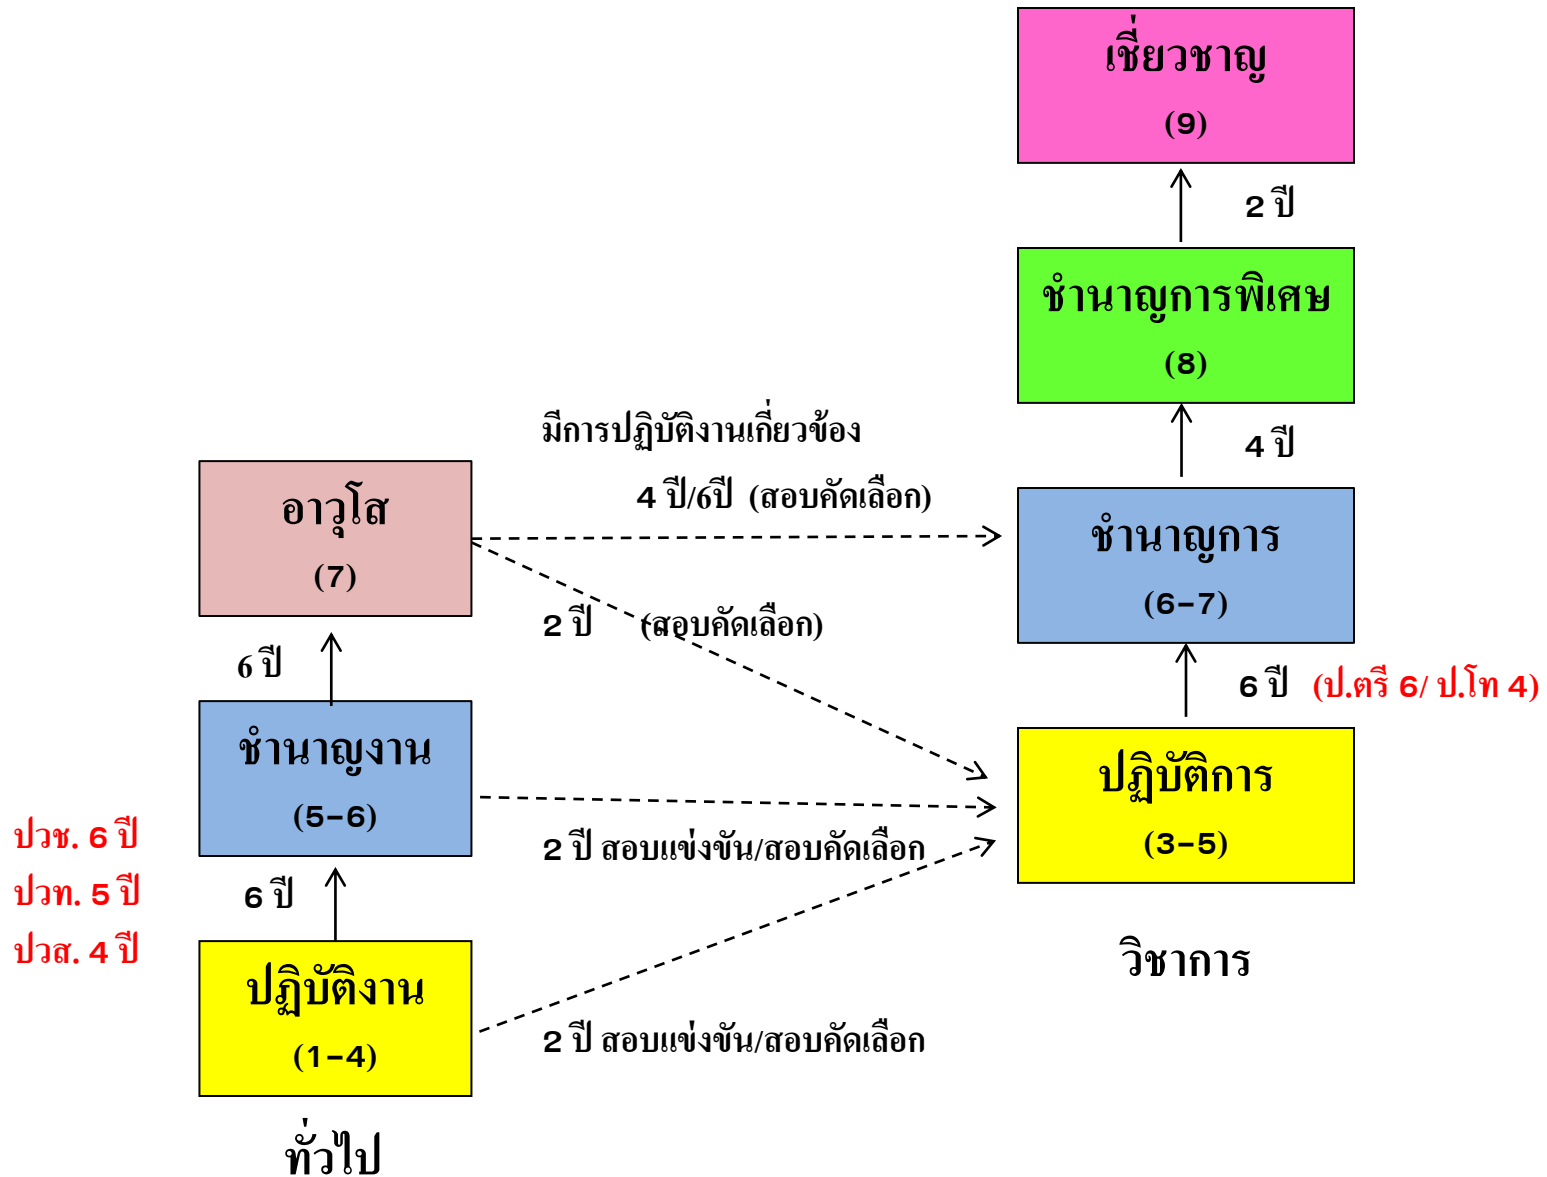 เชี่ยวชาญ
(9)
2 ปี
ชำนาญการพิเศษ
(8)
4 ปี
มีการปฏิบัติงานเกี่ยวข้อง
4 ปี/6ปี (สอบคัดเลือก)
อาวุโส
(7)
ชำนาญการ
(6-7)
2 ปี (สอบคัดเลือก)
6 ปี
6 ปี (ป.ตรี 6/ ป.โท 4)
ชำนาญงาน
(5-6)
ปฏิบัติการ
(3-5)
ปวช. 6 ปี
ปวท. 5 ปี
ปวส. 4 ปี
2 ปี สอบแข่งขัน/สอบคัดเลือก
6 ปี
วิชาการ
ปฏิบัติงาน
(1-4)
2 ปี สอบแข่งขัน/สอบคัดเลือก
ทั่วไป